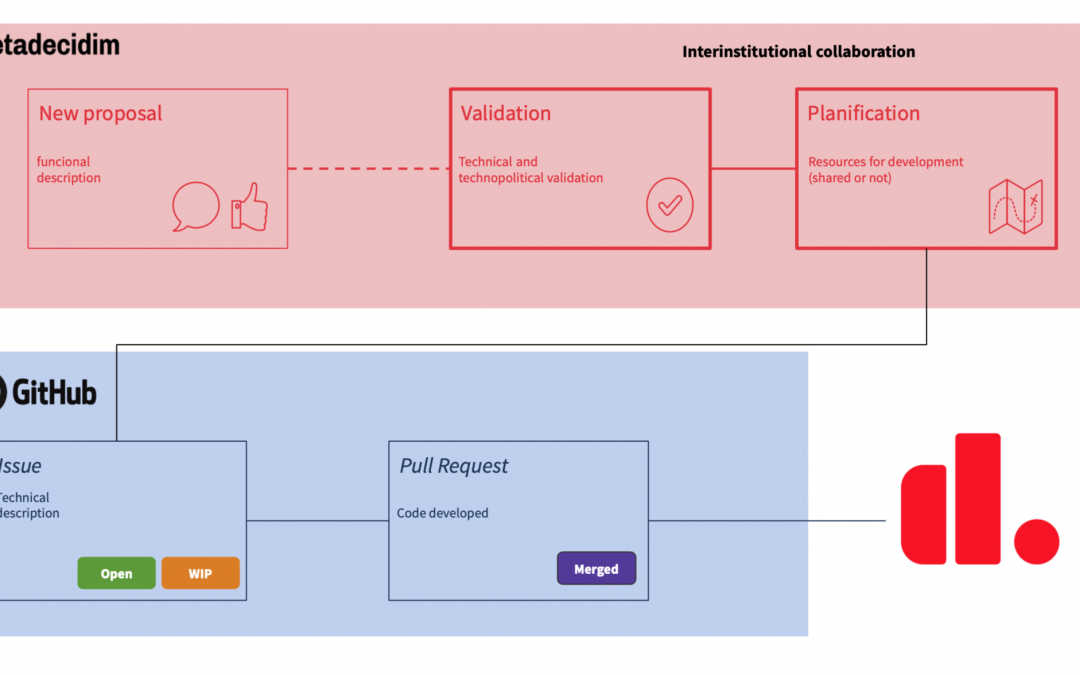 etadecidim
Interinstitutional collaboration
New proposal
funcional
description
Validation
Technical and
technopolitical validation
Planification
Resources for development
(shared or not)
GitHub
Issue
Technical
description
Open
WIP
Pull Request
Code developed
Merged